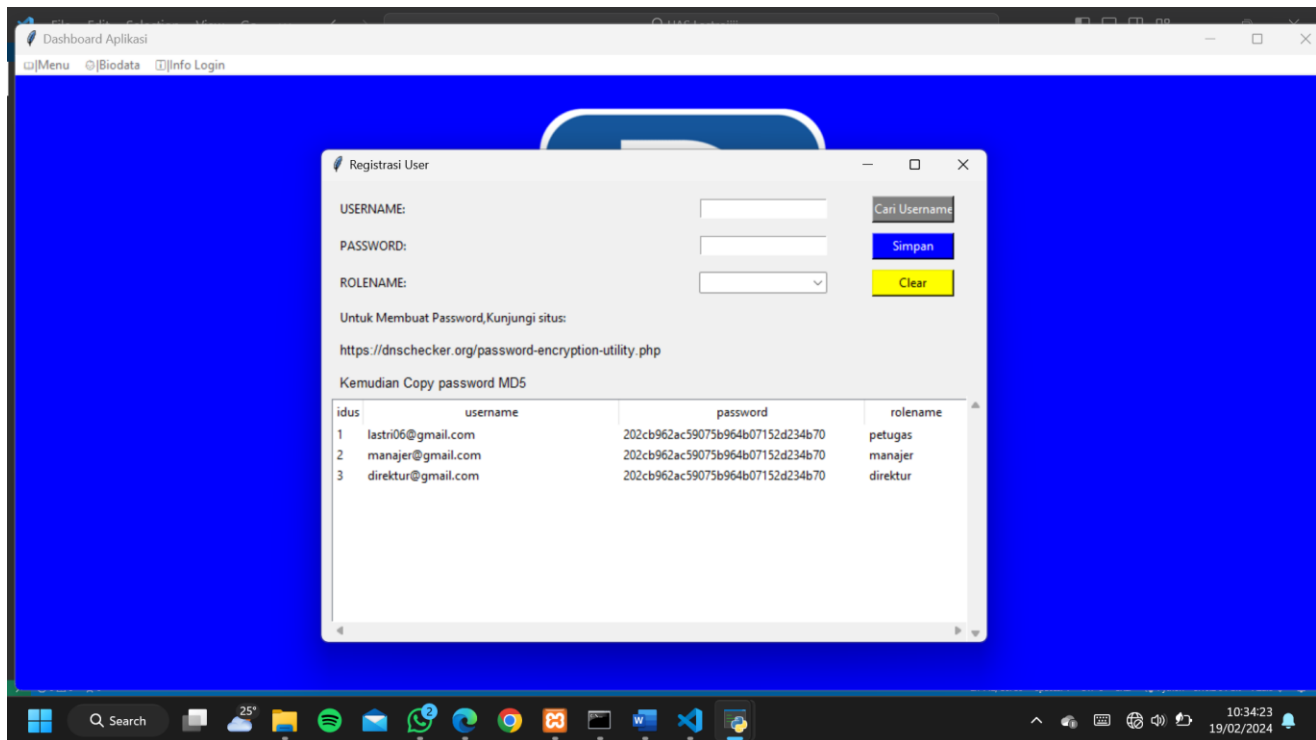 Dashboard Aplikasi
|Menu |Biodata |Info Login
Registrasi User
USERNAME: Cari Username
PASSWORD: Simpan
ROLENAME: Clear
Untuk Membuat Password,Kunjungi situs:
https://dnschecker.org/password-encryption-utility.php
Kemudian Copy password MD5
idus username password rolename
1 lastri06@gmail.com 202cb962ac59075b964b07152d234b70 petugas
2 manajer@gmail.com 202cb962ac59075b964b07152d234b70 manajer
3 direktur@gmail.com 202cb962ac59075b964b07152d234b70 direktur
Search 25° 2 10:34:23
19/02/2024